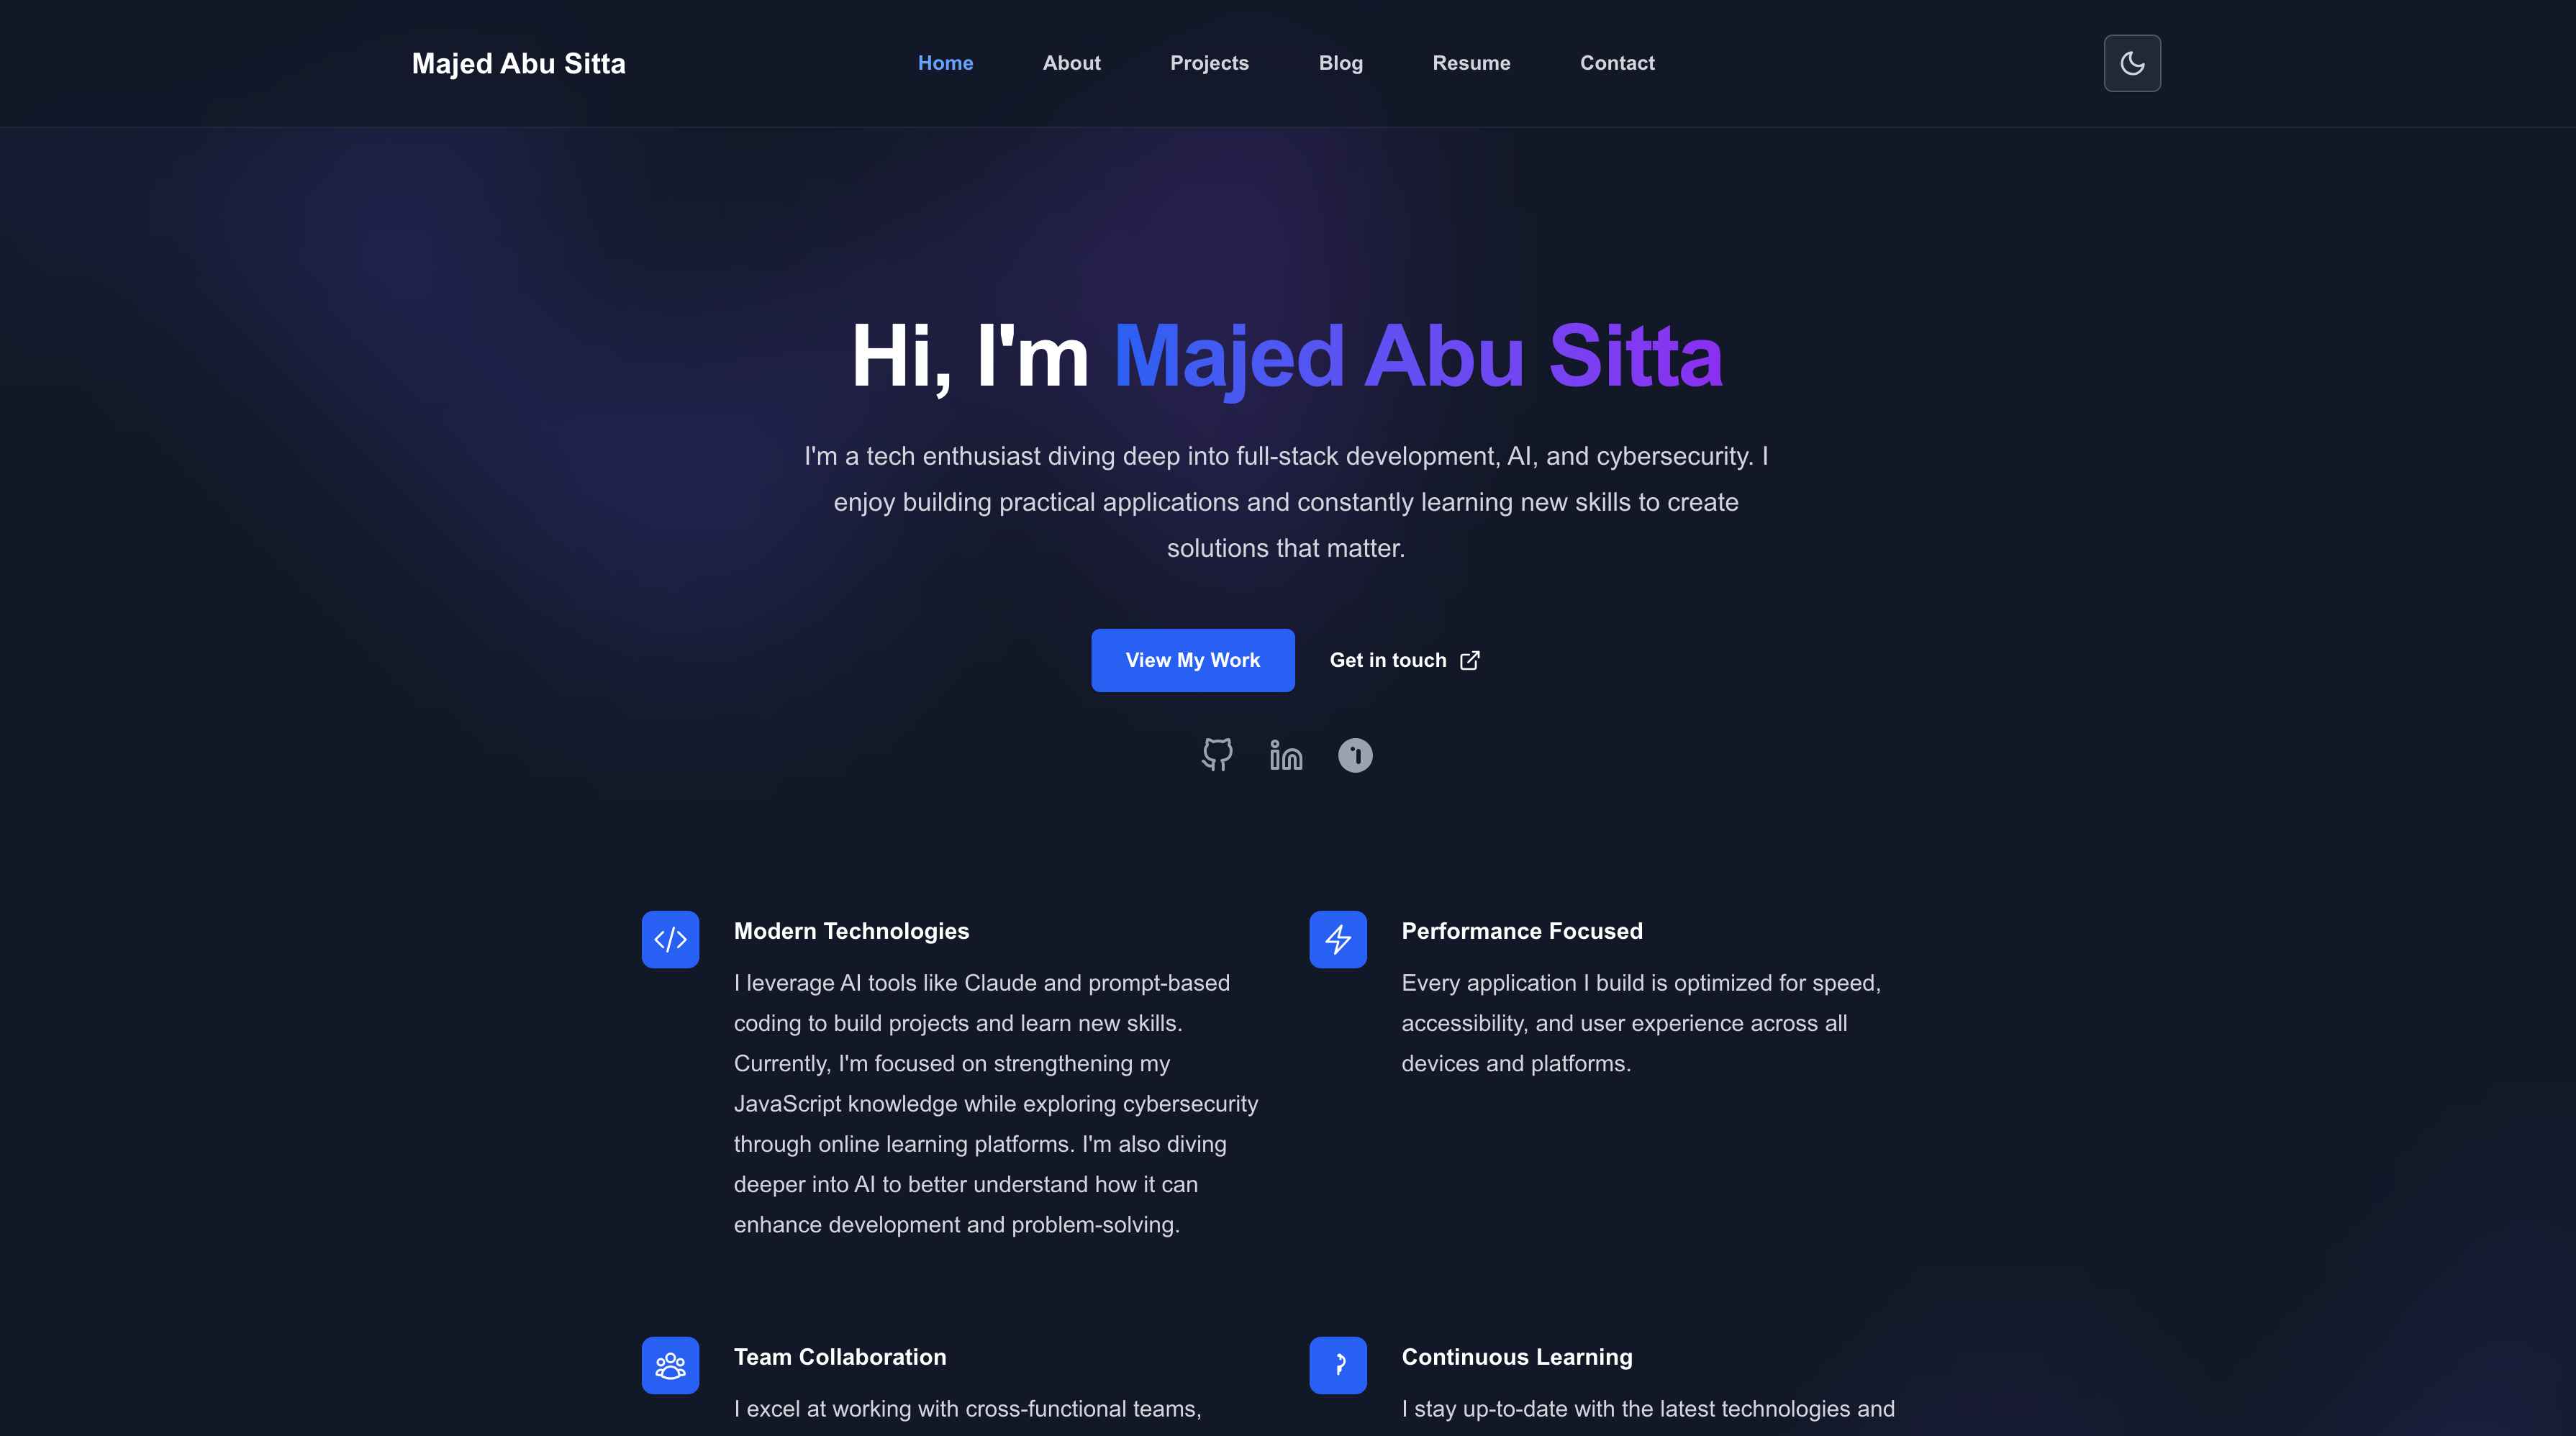 Majed Abu Sitta
Home
About
Projects
Blog
Resume
Contact
Hi, I'm Majed Abu Sitta
I'm a tech enthusiast diving deep into full-stack development, AI, and cybersecurity. I
enjoy building practical applications and constantly learning new skills to create
solutions that matter.
View My Work
Get in touch
Modern Technologies
I leverage AI tools like Claude and prompt-based
coding to build projects and learn new skills.
Currently, I'm focused on strengthening my
JavaScript knowledge while exploring cybersecurity
through online learning platforms. I'm also diving
deeper into AI to better understand how it can
enhance development and problem-solving.
Performance Focused
Every application I build is optimized for speed,
accessibility, and user experience across all
devices and platforms.
Team Collaboration
I excel at working with cross-functional teams,
Continuous Learning
I stay up-to-date with the latest technologies and